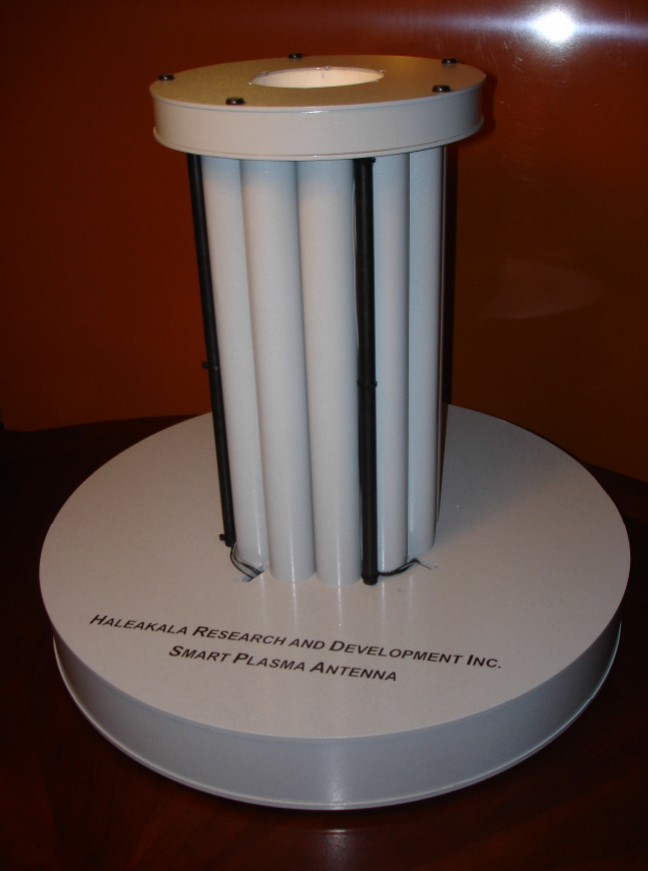 HALEAKALA RESEARCH AND DEVELOPMENT INC.
SMART PLASMA ANTENNA